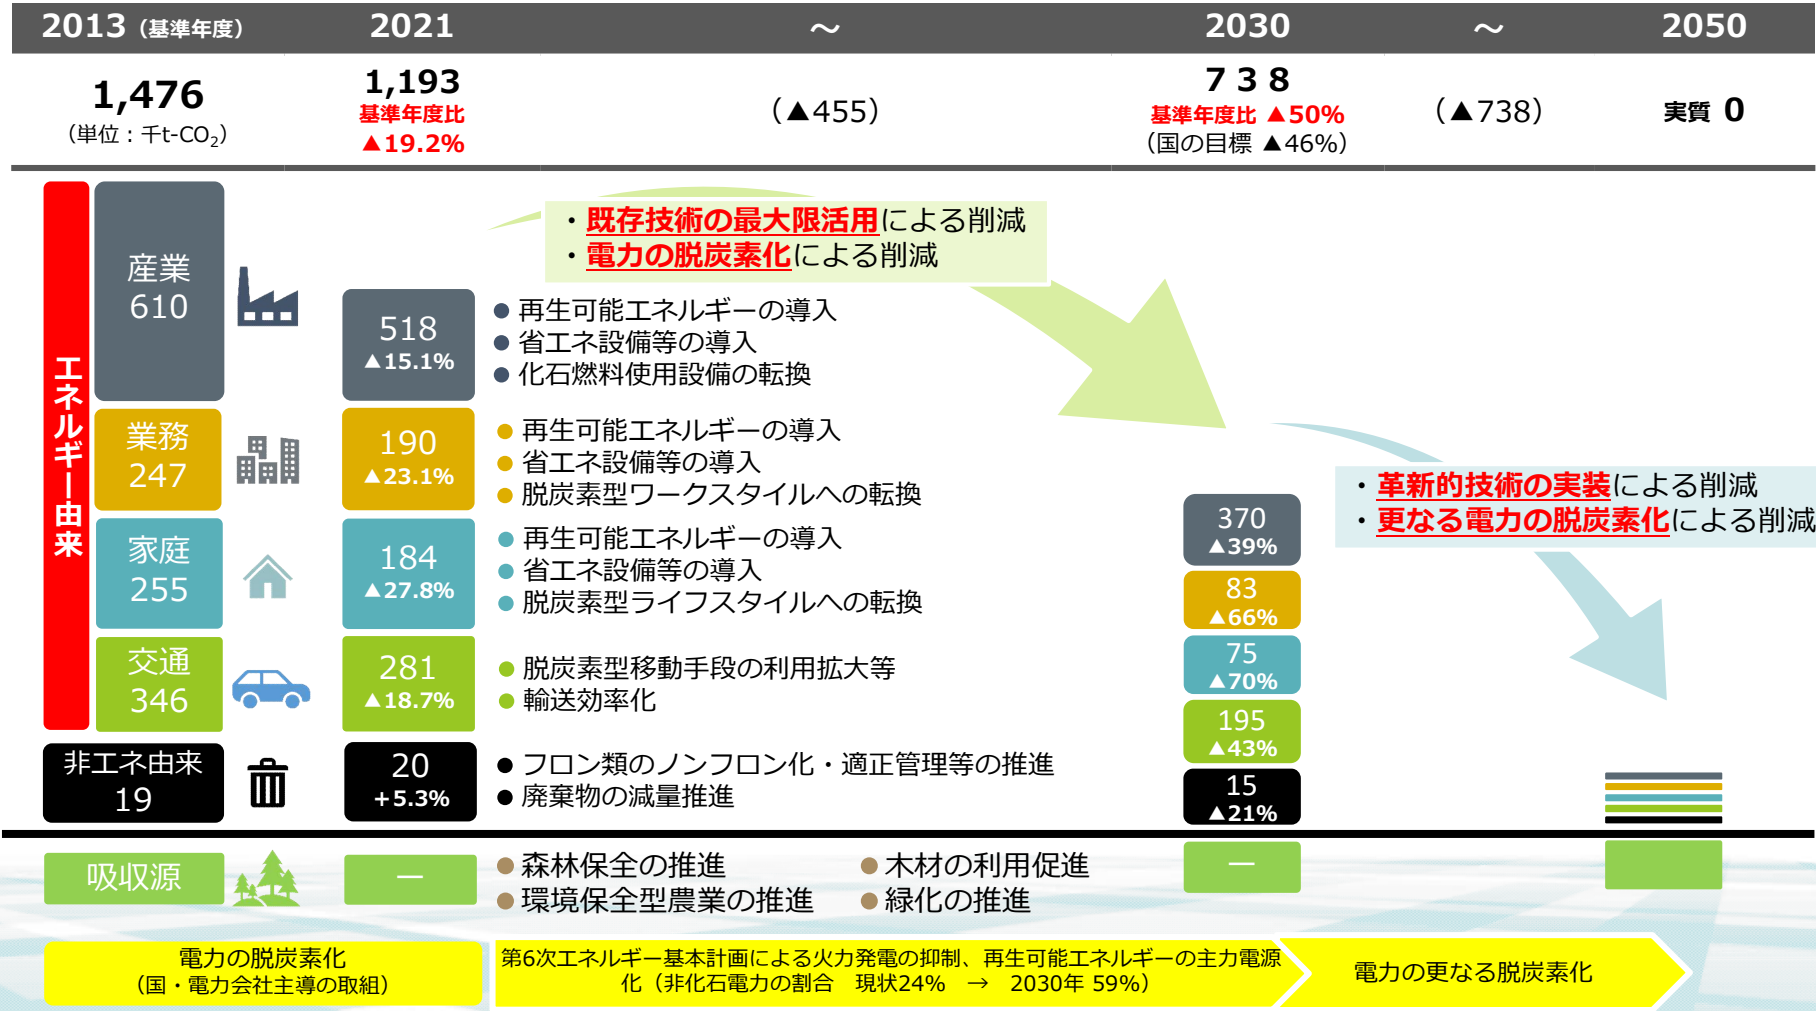 2013（基準年度）
2021
～
2030
～
2050
1,476
（単位：千t-CO₂）
1,193
基準年度比
▲19.2%
（▲455）
７３８
基準年度比 ▲50%
（国の目標 ▲46%）
（▲738）
実質 0
・既存技術の最大限活用による削減
・電力の脱炭素化による削減
エネルギー由来
産業
610
518
▲15.1%
●再生可能エネルギーの導入
●省エネ設備等の導入
●化石燃料使用設備の転換
業務
247
190
▲23.1%
●再生可能エネルギーの導入
●省エネ設備等の導入
●脱炭素型ワークスタイルへの転換
家庭
255
184
▲27.8%
●再生可能エネルギーの導入
●省エネ設備等の導入
●脱炭素型ライフスタイルへの転換
交通
346
281
▲18.7%
●脱炭素型移動手段の利用拡大等
●輸送効率化
非エネ由来
19
20
+5.3%
●フロン類のノンフロン化・適正管理等の推進
●廃棄物の減量推進
370
▲39%
83
▲66%
75
▲70%
195
▲43%
15
▲21%
・革新的技術の実装による削減
・更なる電力の脱炭素化による削減
吸収源
－
●森林保全の推進
●木材の利用促進
●環境保全型農業の推進
●緑化の推進
－
電力の脱炭素化
（国・電力会社主導の取組）
第6次エネルギー基本計画による火力発電の抑制、再生可能エネルギーの主力電源
化（非化石電力の割合　現状24%　→　2030年 59%）
電力の更なる脱炭素化